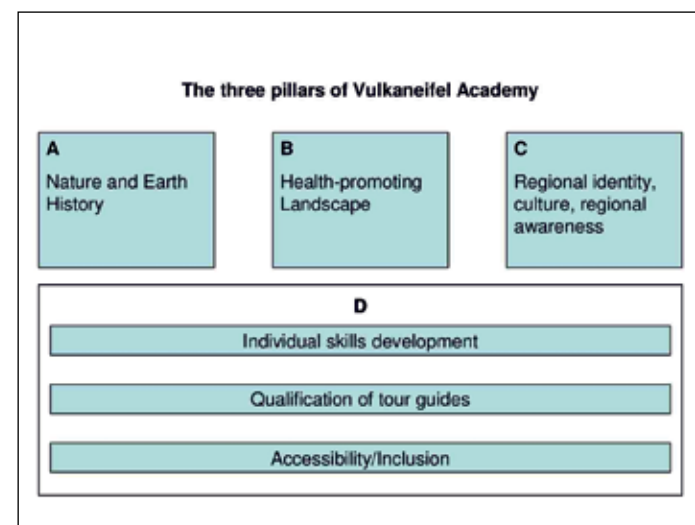 The three pillars of Vulkaneifel Academy
A
Nature and Earth
History
B
Health-promoting
Landscape
C
Regional identity,
culture, regional
awareness
D
Individual skills development
Qualification of tour guides
Accessibility/Inclusion